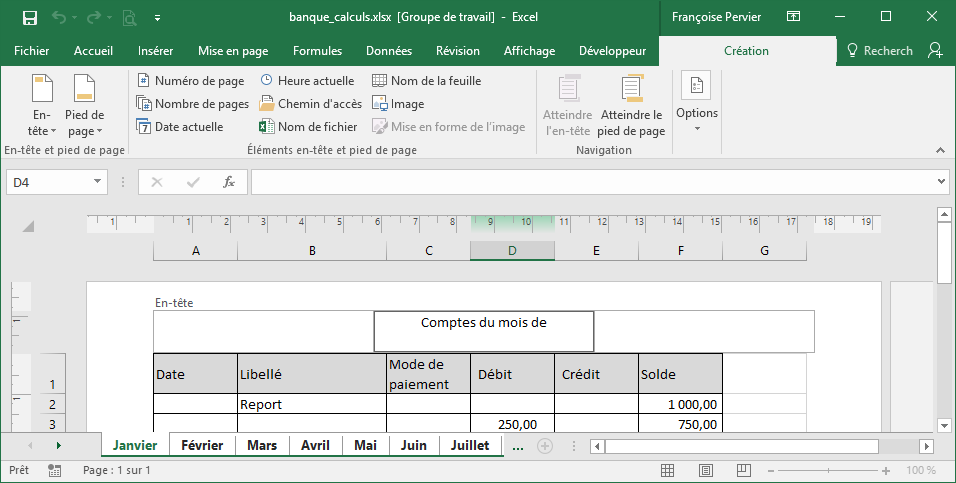 banque_calculs.xlsx [Groupe de travail] - Excel
Françoise Pervier
Fichier Accueil Insérer Mise en page Formules Données Révision Affichage Développeur Création Recherch
En-tête
Pied de page
Numéro de page
Nombre de pages
Date actuelle
Heure actuelle
Chemin d'accès
Nom de fichier
Nom de la feuille
Image
Mise en forme de l'image
Atteindre l'en-tête
Atteindre le pied de page
Options
En-tête et pied de page
Éléments en-tête et pied de page
Navigation
D4
fx
1 1 2 3 4 5 6 7 8 9 10 11 12 13 14 15 16 17 18 19
A B C D E F G
En-tête
Comptes du mois de
1 Date Libellé Mode de paiement Débit Crédit Solde
2 Report 1 000,00
3 250,00 750,00
Janvier Février Mars Avril Mai Juin Juillet ...
Prêt
Page : 1 sur 1
100 %